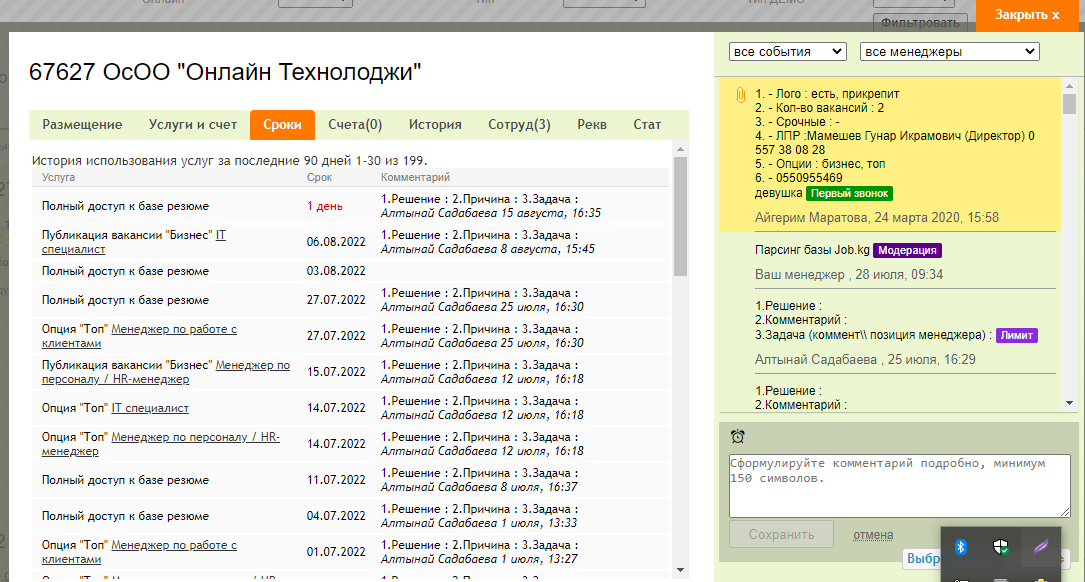 Онлайн
Тип
Тип ДЕМО
Фильтровать
Закрыть x
67627 ОсОО "Онлайн Технолоджи"
Размещение Услуги и счет Сроки Счета(0) История Сотруд(3) Рекв Стат
История использования услуг за последние 90 дней 1-30 из 199.
Услуга Срок Комментарий
Полный доступ к базе резюме 1 день 1.Решение : 2.Причина : 3.Задача :
Алтынай Садабаева 15 августа, 16:35
Публикация вакансии "Бизнес" IT
специалист 06.08.2022 1.Решение : 2.Причина : 3.Задача :
Алтынай Садабаева 8 августа, 15:45
Полный доступ к базе резюме 03.08.2022
Полный доступ к базе резюме 27.07.2022 1.Решение : 2.Причина : 3.Задача :
Алтынай Садабаева 25 июля, 16:30
Опция "Топ" Менеджер по работе с
клиентами 27.07.2022 1.Решение : 2.Причина : 3.Задача :
Алтынай Садабаева 25 июля, 16:30
Публикация вакансии "Бизнес" Менеджер по
персоналу / HR-менеджер 15.07.2022 1.Решение : 2.Причина : 3.Задача :
Алтынай Садабаева 12 июля, 16:18
Опция "Топ" IT специалист 14.07.2022 1.Решение : 2.Причина : 3.Задача :
Алтынай Садабаева 12 июля, 16:18
Опция "Топ" Менеджер по персоналу / HR-
менеджер 14.07.2022 1.Решение : 2.Причина : 3.Задача :
Алтынай Садабаева 12 июля, 16:18
Полный доступ к базе резюме 11.07.2022 1.Решение : 2.Причина : 3.Задача :
Алтынай Садабаева 8 июля, 16:37
Полный доступ к базе резюме 04.07.2022 1.Решение : 2.Причина : 3.Задача :
Алтынай Садабаева 1 июля, 13:33
Опция "Топ" Менеджер по работе с
клиентами 01.07.2022 1.Решение : 2.Причина : 3.Задача :
Алтынай Садабаева 1 июля, 13:27
все события все менеджеры
1. - Лого : есть, прикрепит
2. - Кол-во вакансий : 2
3. - Срочные : -
4. - ЛПР :Мамешев Гунар Икрамович (Директор) 0
557 38 08 28
5. - Опции : бизнес, топ
6. - 0550955469
девушка Первый звонок
Айгерим Маратова, 24 марта 2020, 15:58
Парсинг базы Job.kg Модерация
Ваш менеджер , 28 июля, 09:34
1.Решение :
2.Комментарий :
3.Задача (коммент\\ позиция менеджера) : Лимит
Алтынай Садабаева , 25 июля, 16:29
1.Решение :
2.Комментарий :
Сформулируйте комментарий подробно, минимум
150 символов.
Сохранить отмена
Выбр